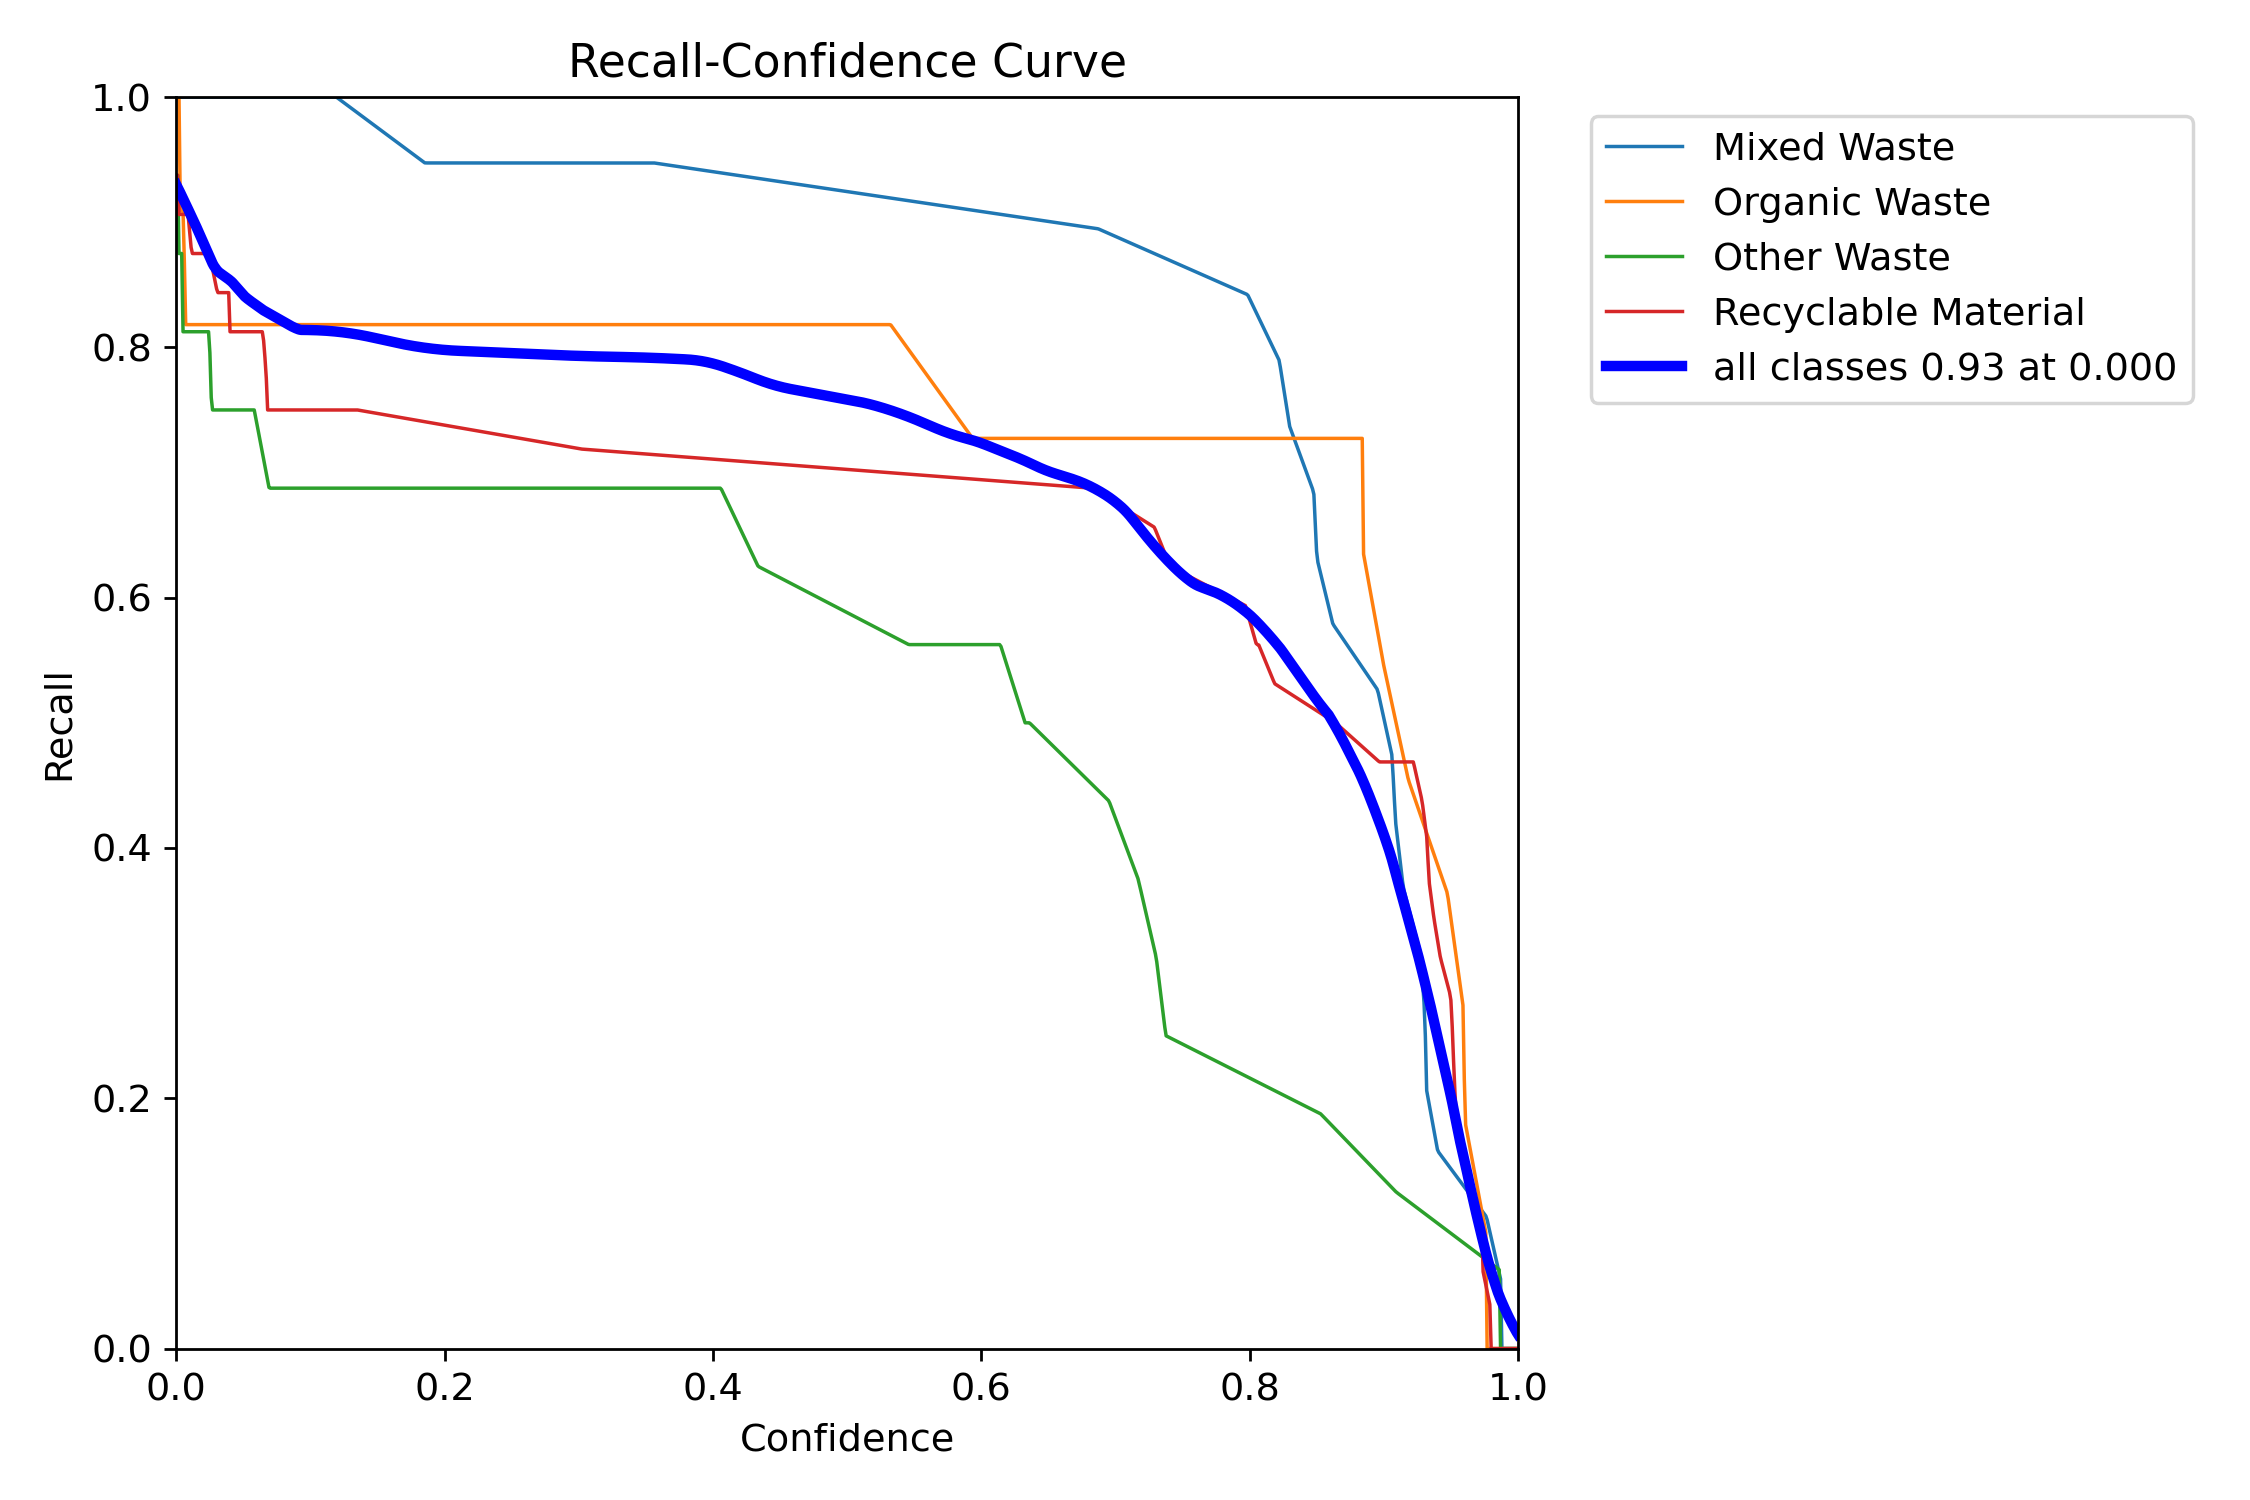 Recall-Confidence Curve
1.0
0.8
0.6
0.4
0.2
0.0
Recall
0.0 0.2 0.4 0.6 0.8 1.0
Confidence
Mixed Waste
Organic Waste
Other Waste
Recyclable Material
all classes 0.93 at 0.000